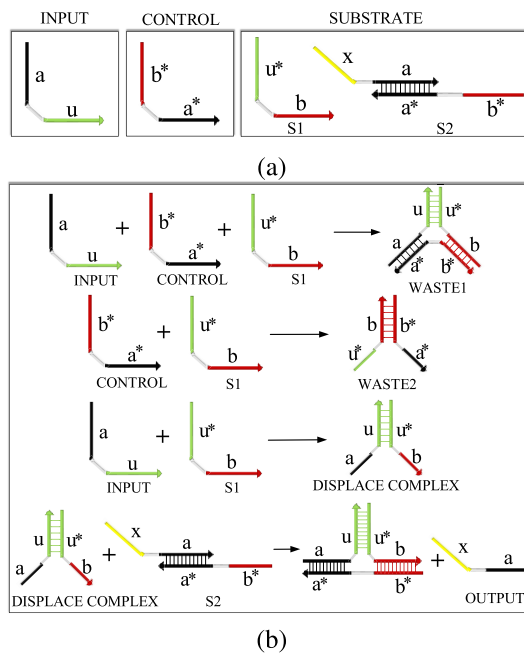 INPUT CONTROL SUBSTRATE
a b* u* x a
u a* b a* b*
S1 S2
(a)
a + b* + u* u u*
u a* b a b
INPUT CONTROL S1 a* b*
WASTE1
b* + u* b b*
a* b u* a*
CONTROL S1 WASTE2
a + u* u u*
u b a b
INPUT S1 DISPLACE COMPLEX
u u* + x a u u* + x
a b a* b* a b a
DISPLACE COMPLEX S2 a* b* OUTPUT
(b)